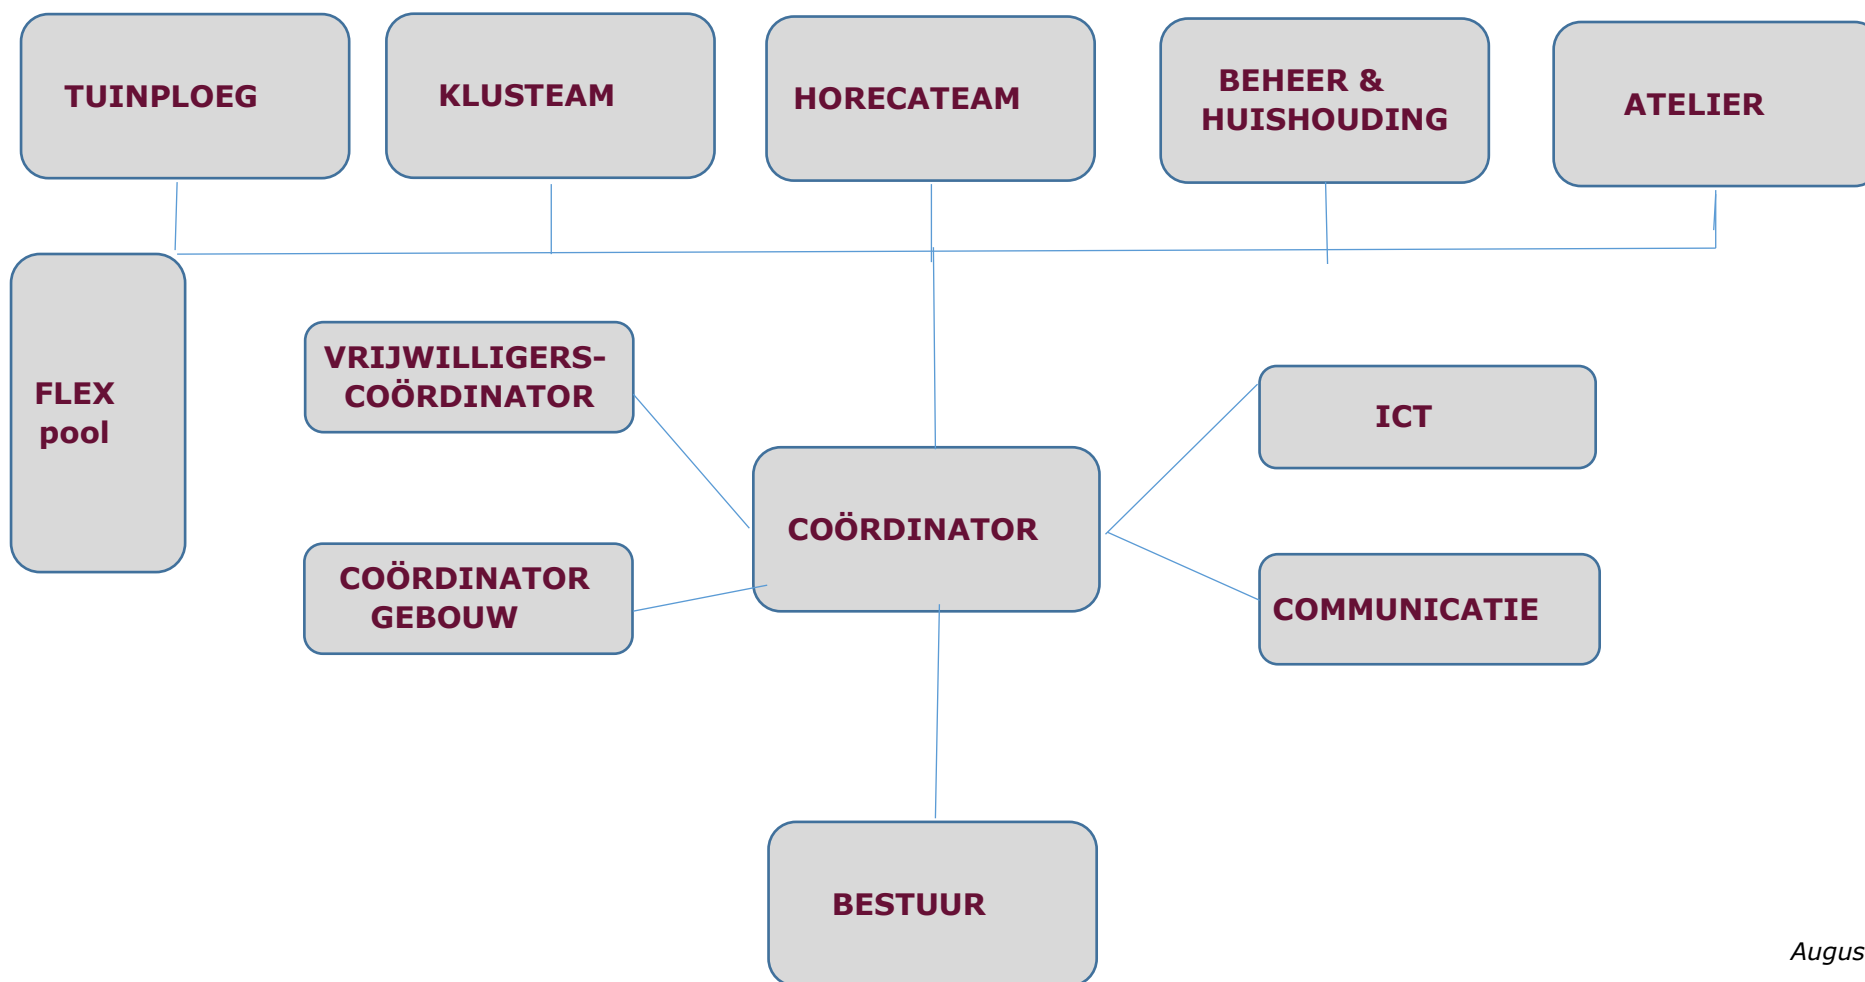 TUINPLOEG
KLUSTEAM
HORECATEAM
BEHEER &
HUISHOUDING
ATELIER
FLEX
pool
VRIJWILLIGERS-
COÖRDINATOR
ICT
COÖRDINATOR
COÖRDINATOR
GEBOUW
COMMUNICATIE
BESTUUR
Augus